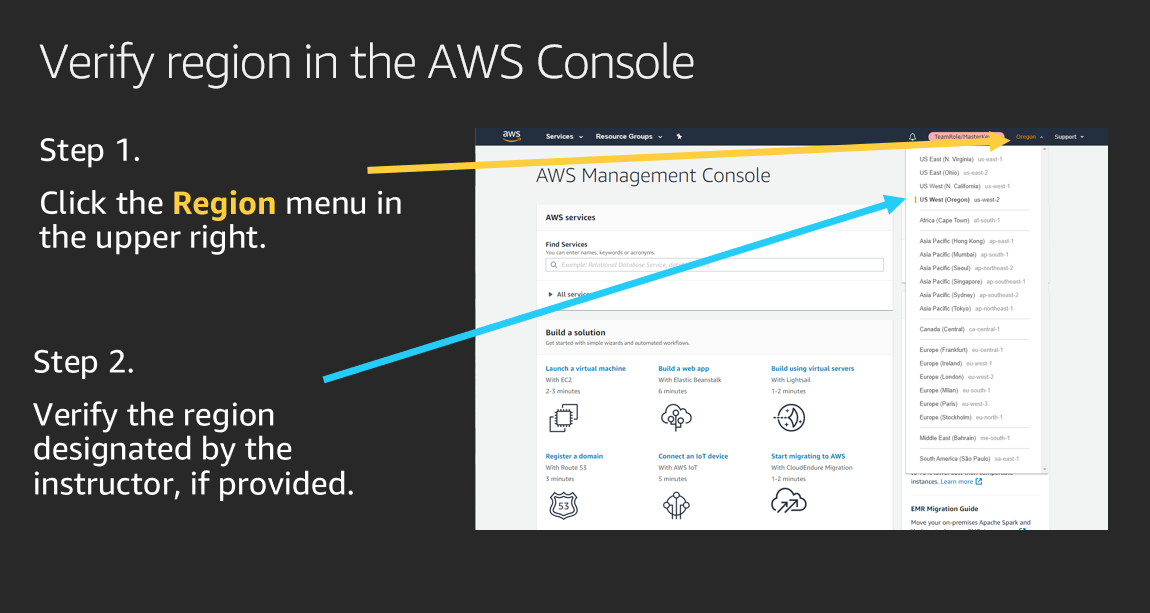 Verify region in the AWS Console
Step 1.
Click the Region menu in
the upper right.
Step 2.
Verify the region
designated by the
instructor, if provided.
aws Services Resource Groups Oregon Support
AWS Management Console
AWS services
Find Services
You can enter names, keywords or acronyms.
Example: Relational Database Service,
All
Build a solution
Get started with simple wizards and automated workflows.
Launch a virtual machine
With EC2
2-3 minutes
Build a web app
With Elastic Beanstalk
6 minutes
Build using virtual servers
With Lightsail
1-2 minutes
Register a domain
With Route 53
3 minutes
53
Connect an IoT device
With AWS IoT
5 minutes
Start migrating to AWS
With CloudEndure Migration
1-2 minutes
US East (N. Virginia) us-east-1
US East (Ohio) us-east-2
US West (N. California) us-west-1
US West (Oregon) us-west-2
Africa (Cape Town) af-south-1
Asia Pacific (Hong Kong) ap-east-1
Asia Pacific (Mumbai) ap-south-1
Asia Pacific (Seoul) ap-northeast-2
Asia Pacific (Singapore) ap-southeast-1
Asia Pacific (Sydney) ap-southeast-2
Asia Pacific (Tokyo) ap-northeast-1
Canada (Central) ca-central-1
Europe (Frankfurt) eu-central-1
Europe (Ireland) eu-west-1
Europe (London) eu-west-2
Europe (Milan) eu-south-1
Europe (Paris) eu-west-3
Europe (Stockholm) eu-north-1
Middle East (Bahrain) me-south-1
South America (São Paulo) sa-east-1
instances. Learn more
EMR Migration Guide
Move your on-premises Apache Spark and